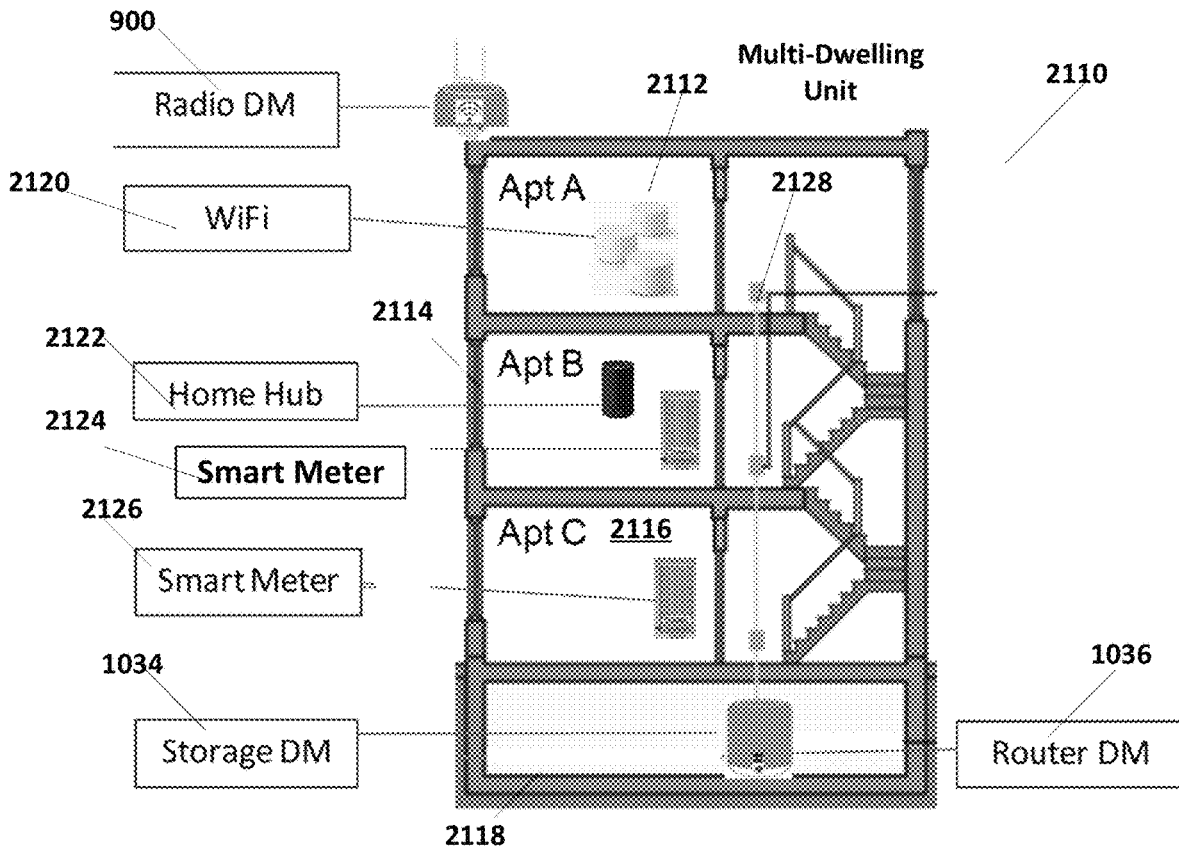 900
Multi-Dwelling
Unit
2110
2112
Radio DM
2120
Apt A
2128
WiFi
2114
2122
Apt B
Home Hub
2124
Smart Meter
2126
Apt C
2116
Smart Meter
1034
1036
Storage DM
Router DM
2118